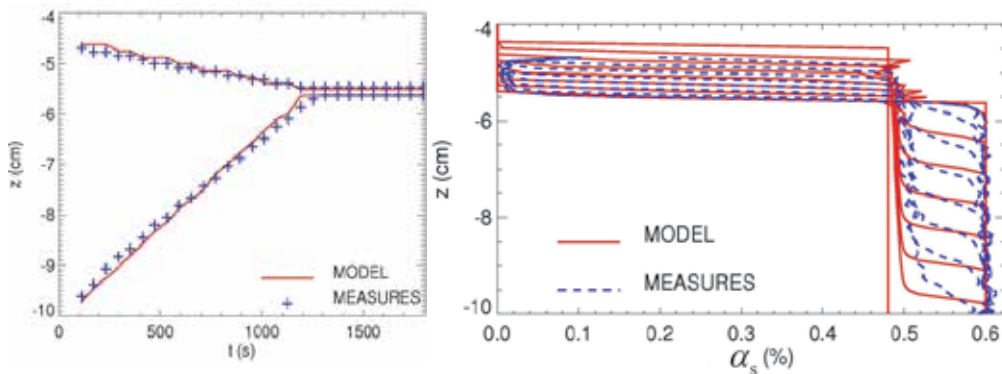 -4
-5
-6
-7
-8
-9
-10
z (cm)
0
500
1000
1500
t (s)
MODEL
MEASURES
-4
-6
-8
-10
z (cm)
0.0
0.1
0.2
0.3
0.4
0.5
0.6
αs (%)
MODEL
MEASURES